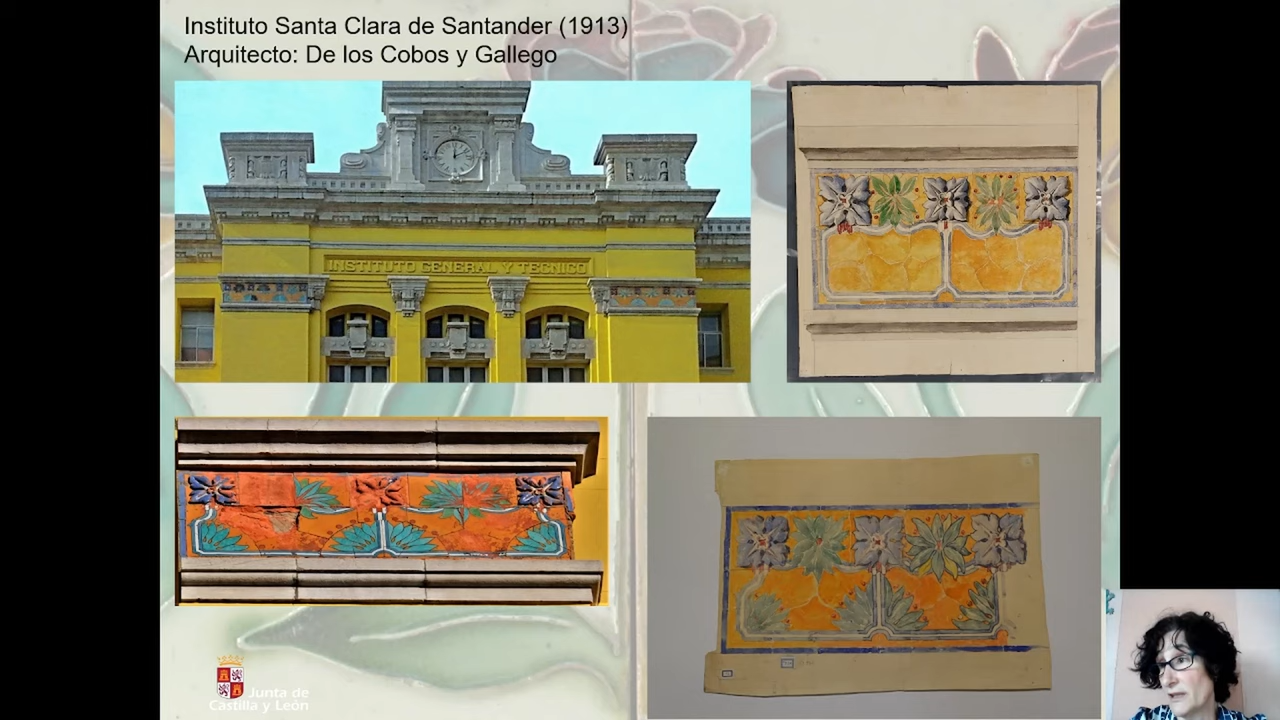 Instituto Santa Clara de Santander (1913)
Arquitecto: De los Cobos y Gallego
INSTITUTO GENERAL Y TECNICO
Junta de
Castilla y León